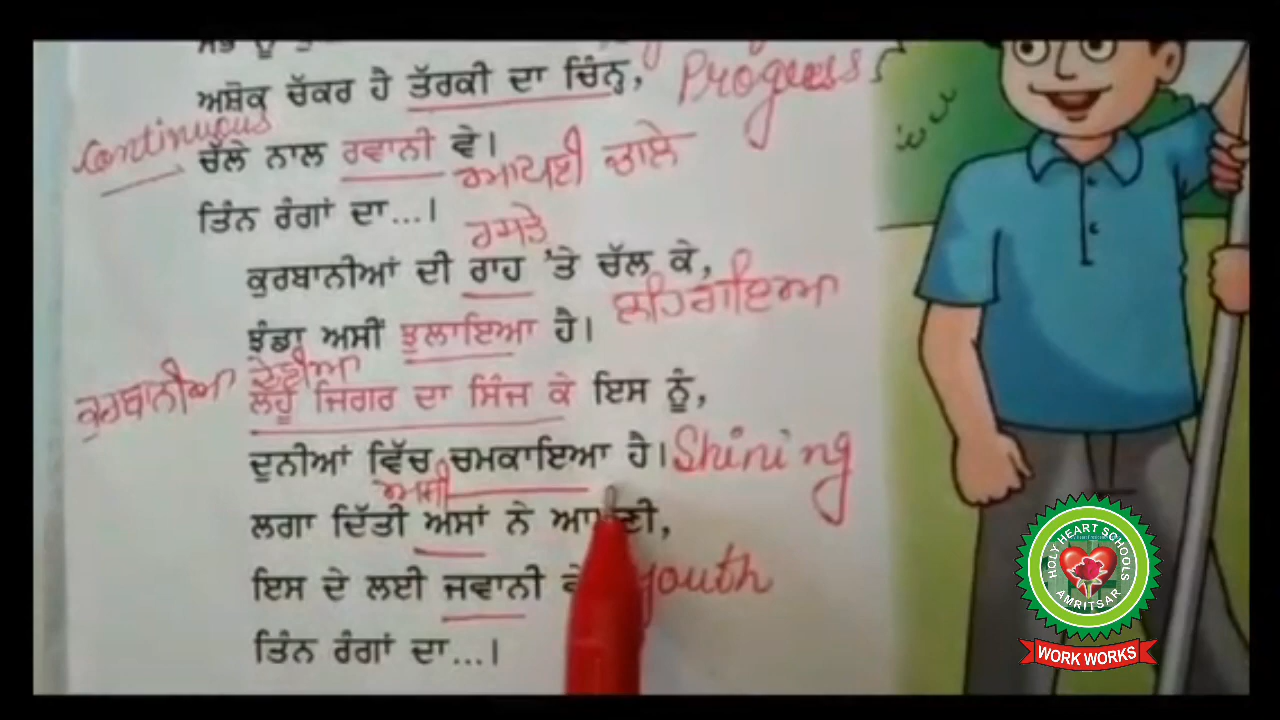 ਅਸ਼ੋਕ ਚੱਕਰ ਹੈ ਤੱਰਕੀ ਦਾ ਚਿੰਨ੍ਹ, Progress
Continuous
ਚੱਲੇ ਨਾਲ ਰਵਾਨੀ ਵੇ।
ਤਿੰਨ ਰੰਗਾਂ ਦਾ...।
ਰਸਤੇ
ਕੁਰਬਾਨੀਆਂ ਦੀ ਰਾਹ 'ਤੇ ਚੱਲ ਕੇ,
ਲਹਿਰਾਇਆ
ਝੰਡਾ ਅਸੀਂ ਝੁਲਾਇਆ ਹੈ।
ਕੁਰਬਾਨੀਆ
ਲਹੂ ਜਿਗਰ ਦਾ ਸਿੰਜ ਕੇ ਇਸ ਨੂੰ,
ਦੁਨੀਆਂ ਵਿੱਚ ਚਮਕਾਇਆ ਹੈ। Shining
ਅਸੀ
ਲਗਾ ਦਿੱਤੀ ਅਸਾਂ ਨੇ
ਇਸ ਦੇ ਲਈ ਜਵਾਨੀ youth
ਤਿੰਨ ਰੰਗਾਂ ਦਾ...।
HOLY HEART SCHOOLS
AMRITSAR
WORK WORKS